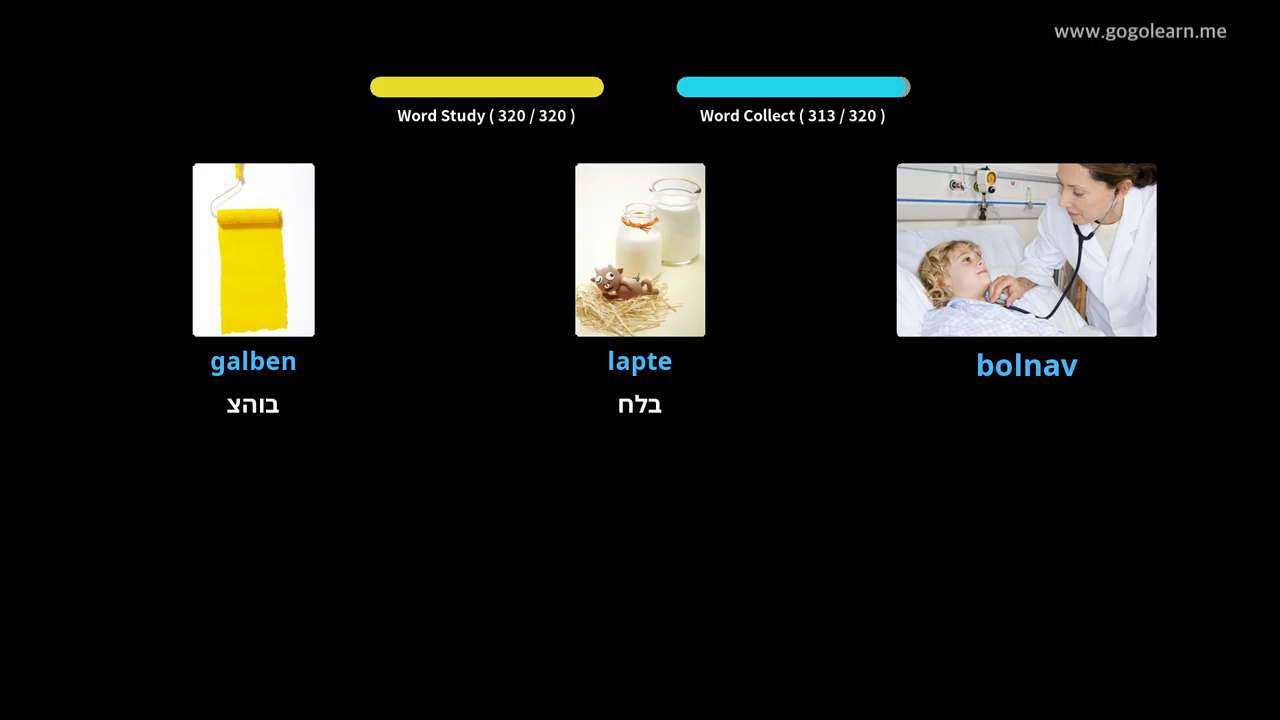 www.gogolearn.me
Word Study ( 320 / 320 )
Word Collect ( 313 / 320 )
galben
בוהצ
lapte
בלח
bolnav